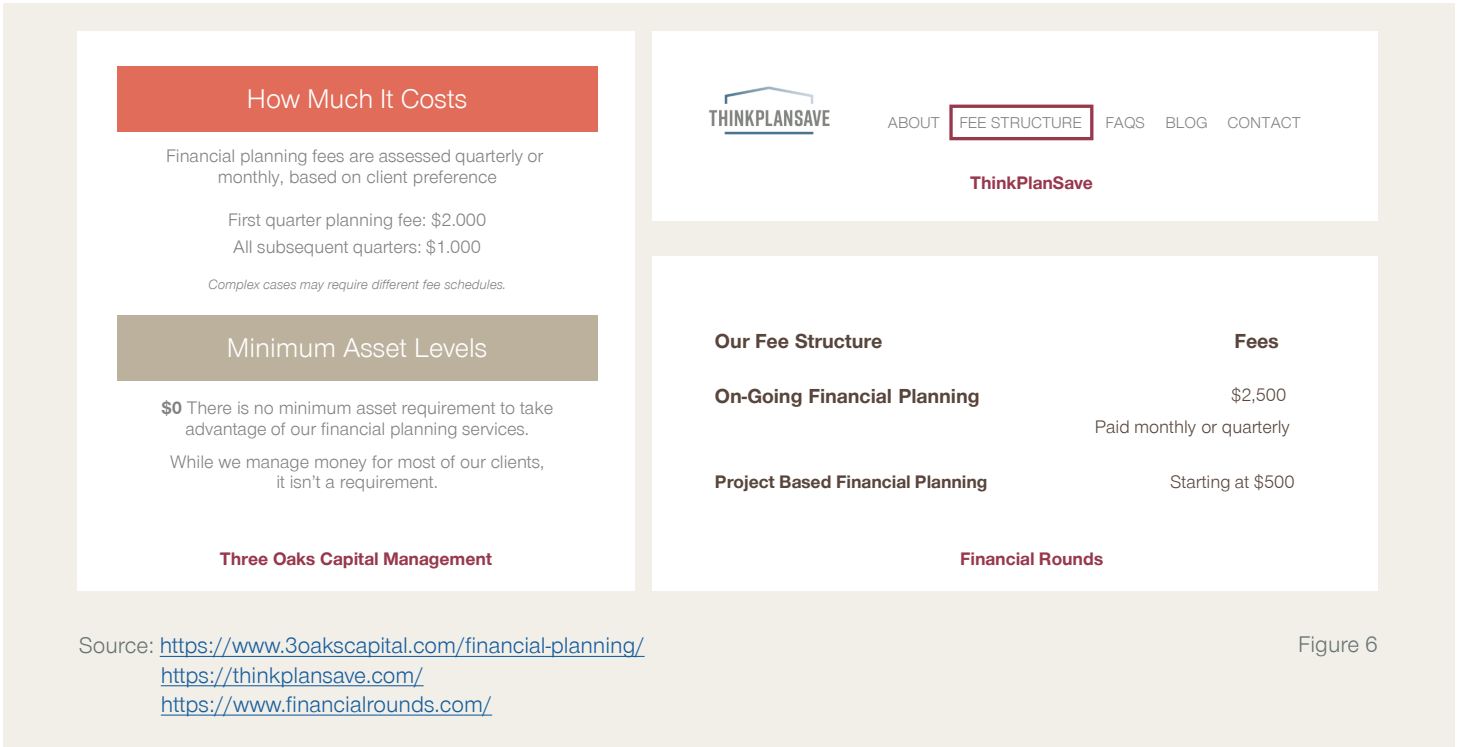 How Much It Costs
Financial planning fees are assessed quarterly or
monthly, based on client preference
First quarter planning fee: $2.000
All subsequent quarters: $1.000
Complex cases may require different fee schedules.
Minimum Asset Levels
$0 There is no minimum asset requirement to take
advantage of our financial planning services.
While we manage money for most of our clients,
it isn't a requirement.
Three Oaks Capital Management
THINKPLANSAVE
ABOUT FEE STRUCTURE FAQS BLOG CONTACT
ThinkPlanSave
Our Fee Structure Fees
On-Going Financial Planning $2,500
Paid monthly or quarterly
Project Based Financial Planning Starting at $500
Financial Rounds
Source: https://www.3oakscapital.com/financial-planning/
https://thinkplansave.com/
https://www.financialrounds.com/
Figure 6